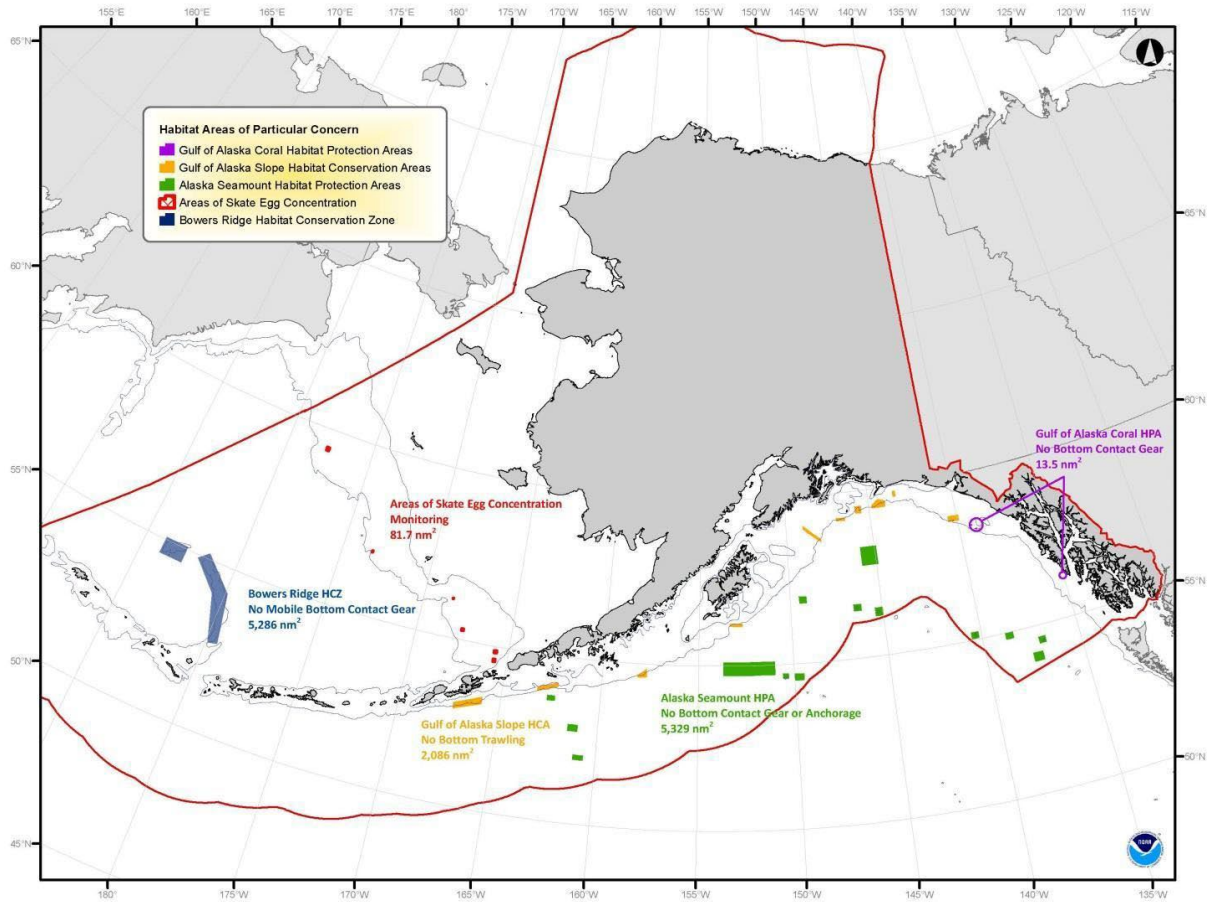 155°E 160°E 165°E 170°E 175°E 180° 175°W 170°W 165°W 160°W 155°W 150°W 145°W 140°W 135°W 130°W 125°W 120°W 115°W
65°N
Habitat Areas of Particular Concern
Gulf of Alaska Coral Habitat Protection Areas
Gulf of Alaska Slope Habitat Conservation Areas
Alaska Seamount Habitat Protection Areas
Areas of Skate Egg Concentration
Bowers Ridge Habitat Conservation Zone
65°N
60°N
60°N
Gulf of Alaska Coral HPA
No Bottom Contact Gear
13.5 nm²
55°N
Areas of Skate Egg Concentration
Monitoring
81.7 nm²
55°N
Bowers Ridge HCZ
No Mobile Bottom Contact Gear
5,286 nm²
50°N
Alaska Seamount HPA
No Bottom Contact Gear or Anchorage
5,329 nm²
Gulf of Alaska Slope HCA
No Bottom Trawling
2,086 nm²
50°N
45°N
NOAA
180° 175°W 170°W 165°W 160°W 155°W 150°W 145°W 140°W 135°W